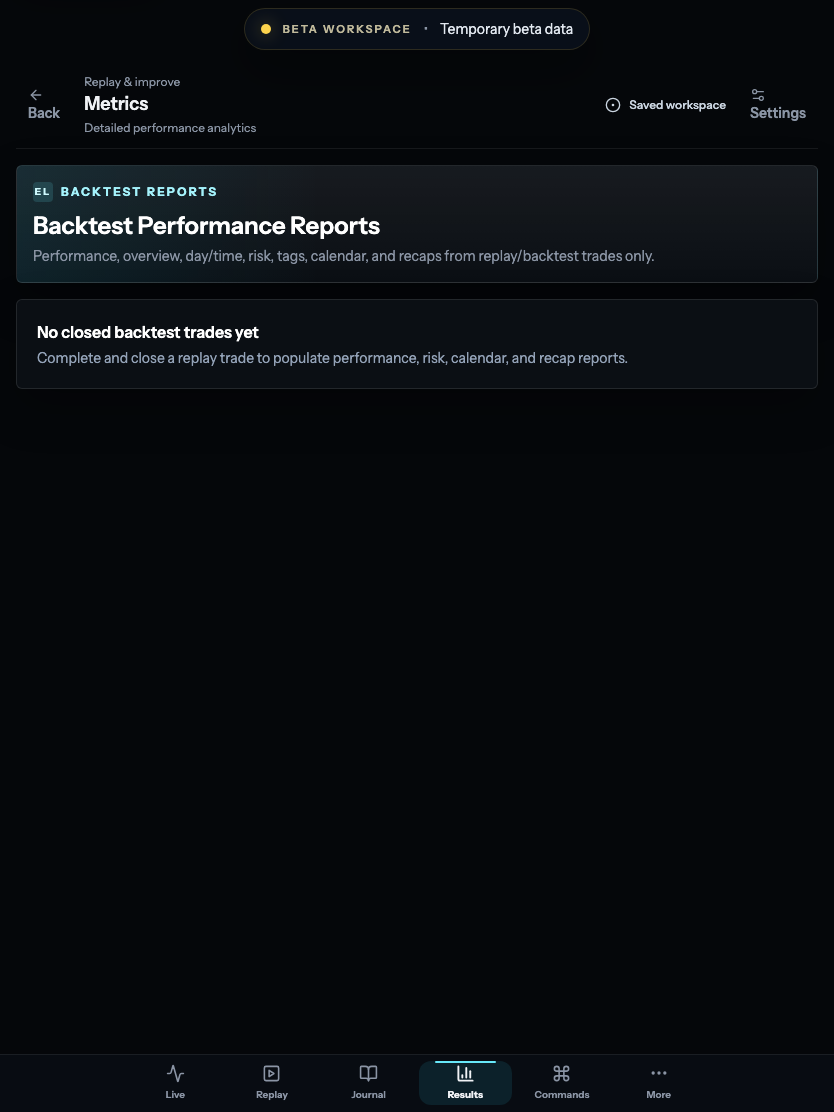 BETA WORKSPACE · Temporary beta data
Replay & improve
Back
Metrics
Detailed performance analytics
Saved workspace
Settings
EL BACKTEST REPORTS
Backtest Performance Reports
Performance, overview, day/time, risk, tags, calendar, and recaps from replay/backtest trades only.
No closed backtest trades yet
Complete and close a replay trade to populate performance, risk, calendar, and recap reports.
Live
Replay
Journal
Results
Commands
More